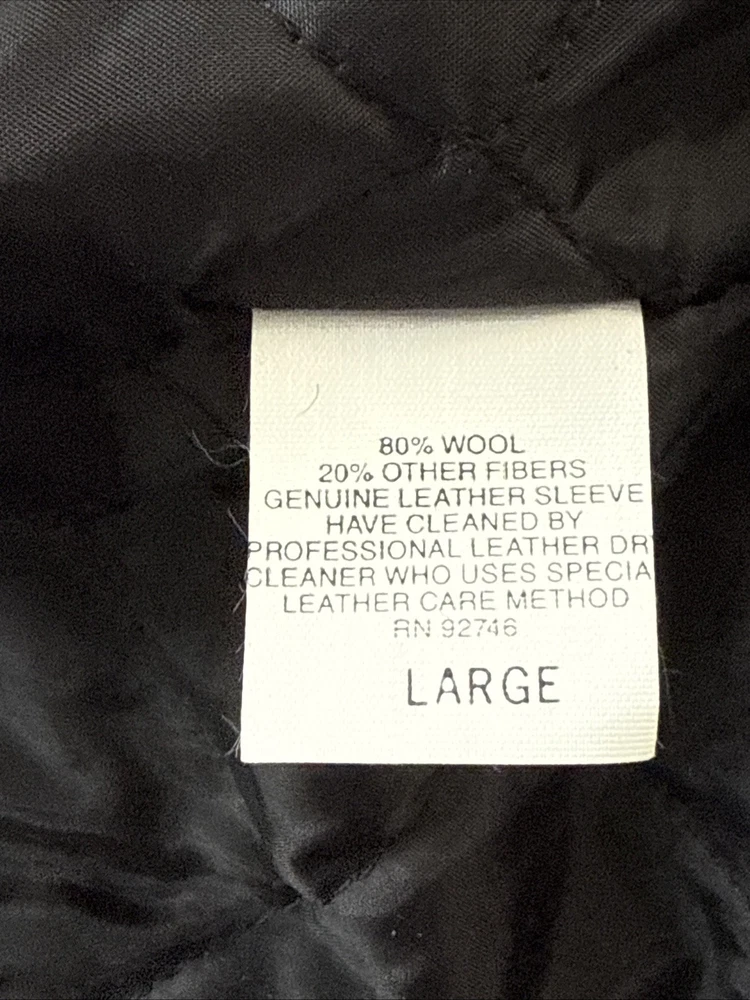 80% WOOL
20% OTHER FIBERS
GENUINE LEATHER SLEEVE
HAVE CLEANED BY
PROFESSIONAL LEATHER DRY
CLEANER WHO USES SPECIA
LEATHER CARE METHOD
RN 92746
LARGE